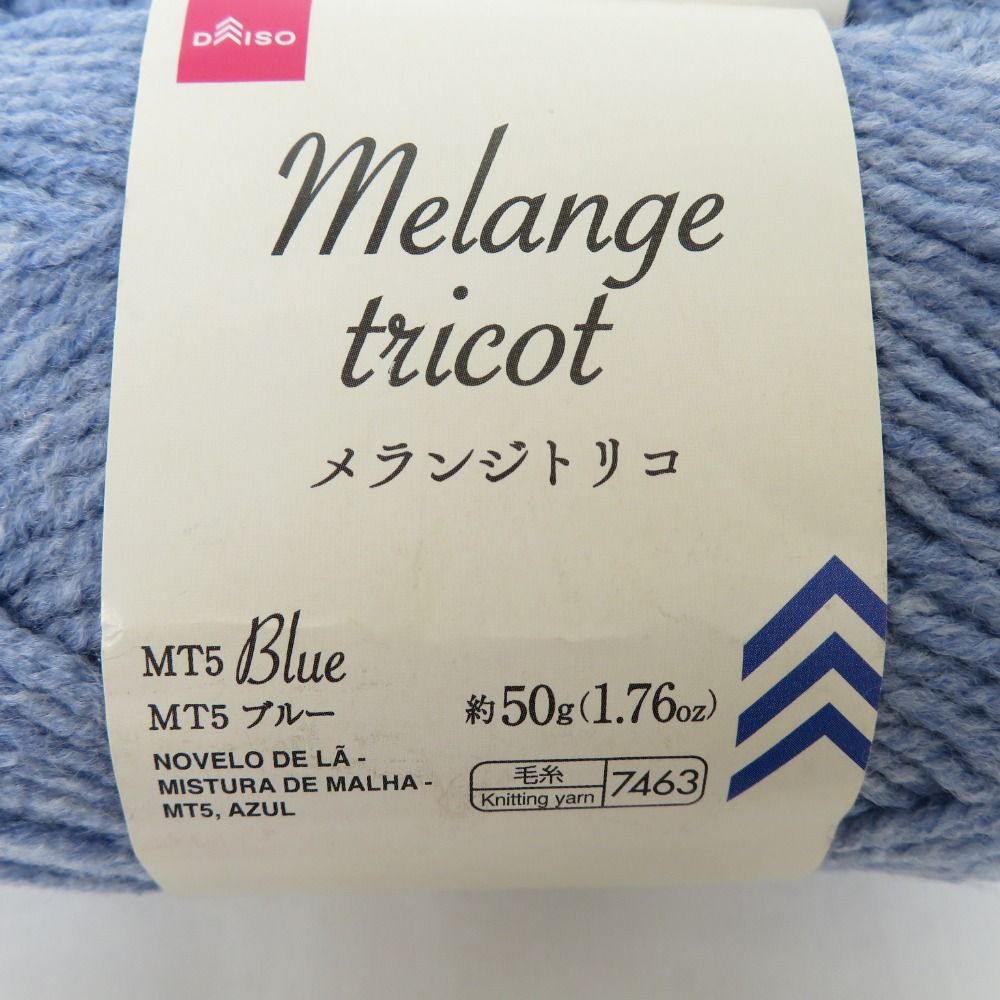 DAISO
Melange
tricot
メランジトリコ
MT5 Blue
MT5 ブルー
NOVELO DE LÃ -
MISTURA DE MALHA -
MT5, AZUL
約50g(1.76oz)
毛糸
Knitting yarn
7463